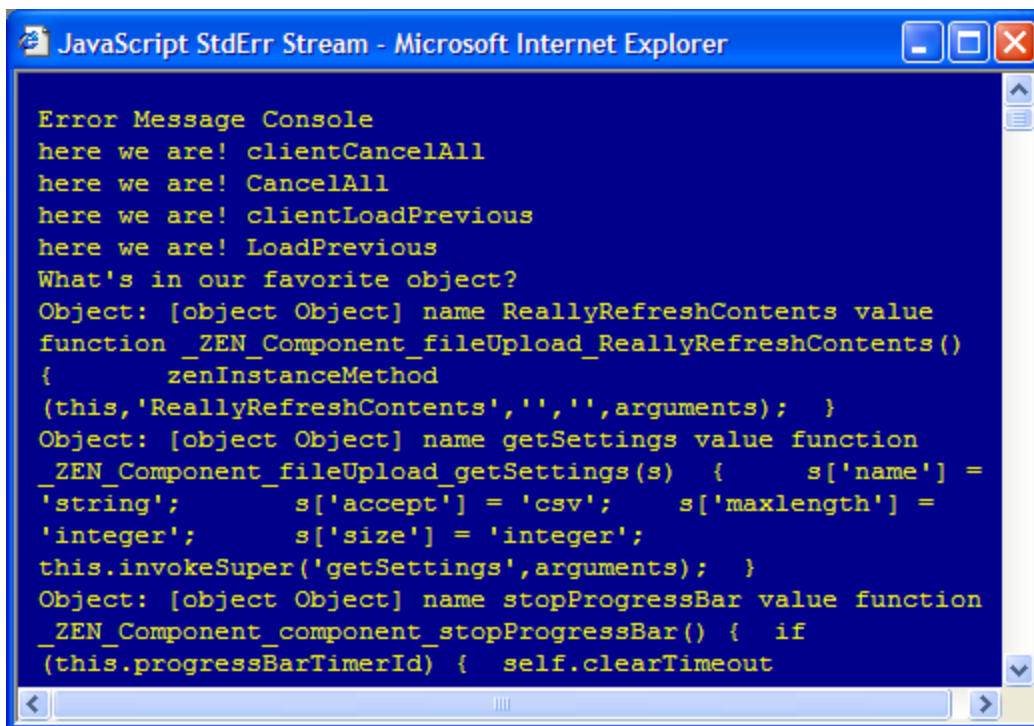 JavaScript StdErr Stream - Microsoft Internet Explorer
Error Message Console
here we are! clientCancelAll
here we are! CancelAll
here we are! clientLoadPrevious
here we are! LoadPrevious
What's in our favorite object?
Object: [object Object] name ReallyRefreshContents value
function _ZEN_Component_fileUpload_ReallyRefreshContents()
{        zenInstanceMethod
(this,'ReallyRefreshContents','','',arguments);  }
Object: [object Object] name getSettings value function
_ZEN_Component_fileUpload_getSettings(s)  {      s['name'] =
'string';       s['accept'] = 'csv';    s['maxlength'] =
'integer';       s['size'] = 'integer';
this.invokeSuper('getSettings',arguments);  }
Object: [object Object] name stopProgressBar value function
_ZEN_Component_component_stopProgressBar() {  if
(this.progressBarTimerId) {  self.clearTimeout